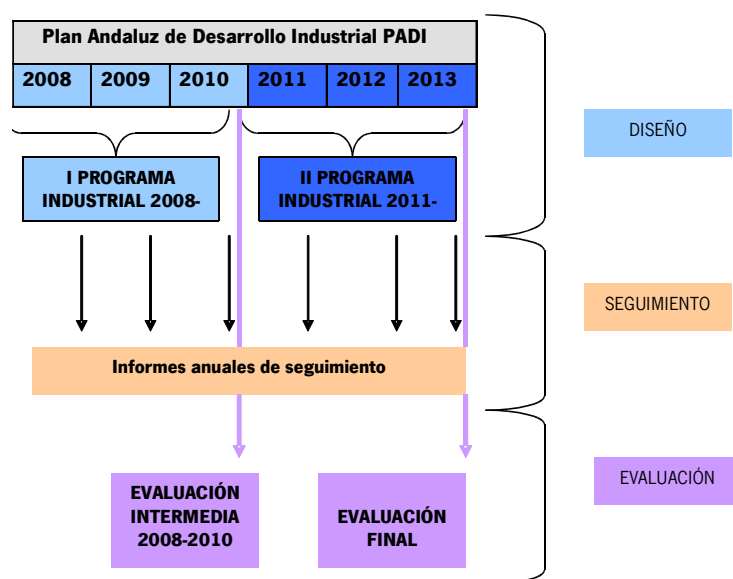 Plan Andaluz de Desarrollo Industrial PADI
2008 2009 2010 2011 2012 2013
DISEÑO
I PROGRAMA
INDUSTRIAL 2008-
II PROGRAMA
INDUSTRIAL 2011-
SEGUIMIENTO
Informes anuales de seguimiento
EVALUACIÓN
EVALUACIÓN
INTERMEDIA
2008-2010
EVALUACIÓN
FINAL